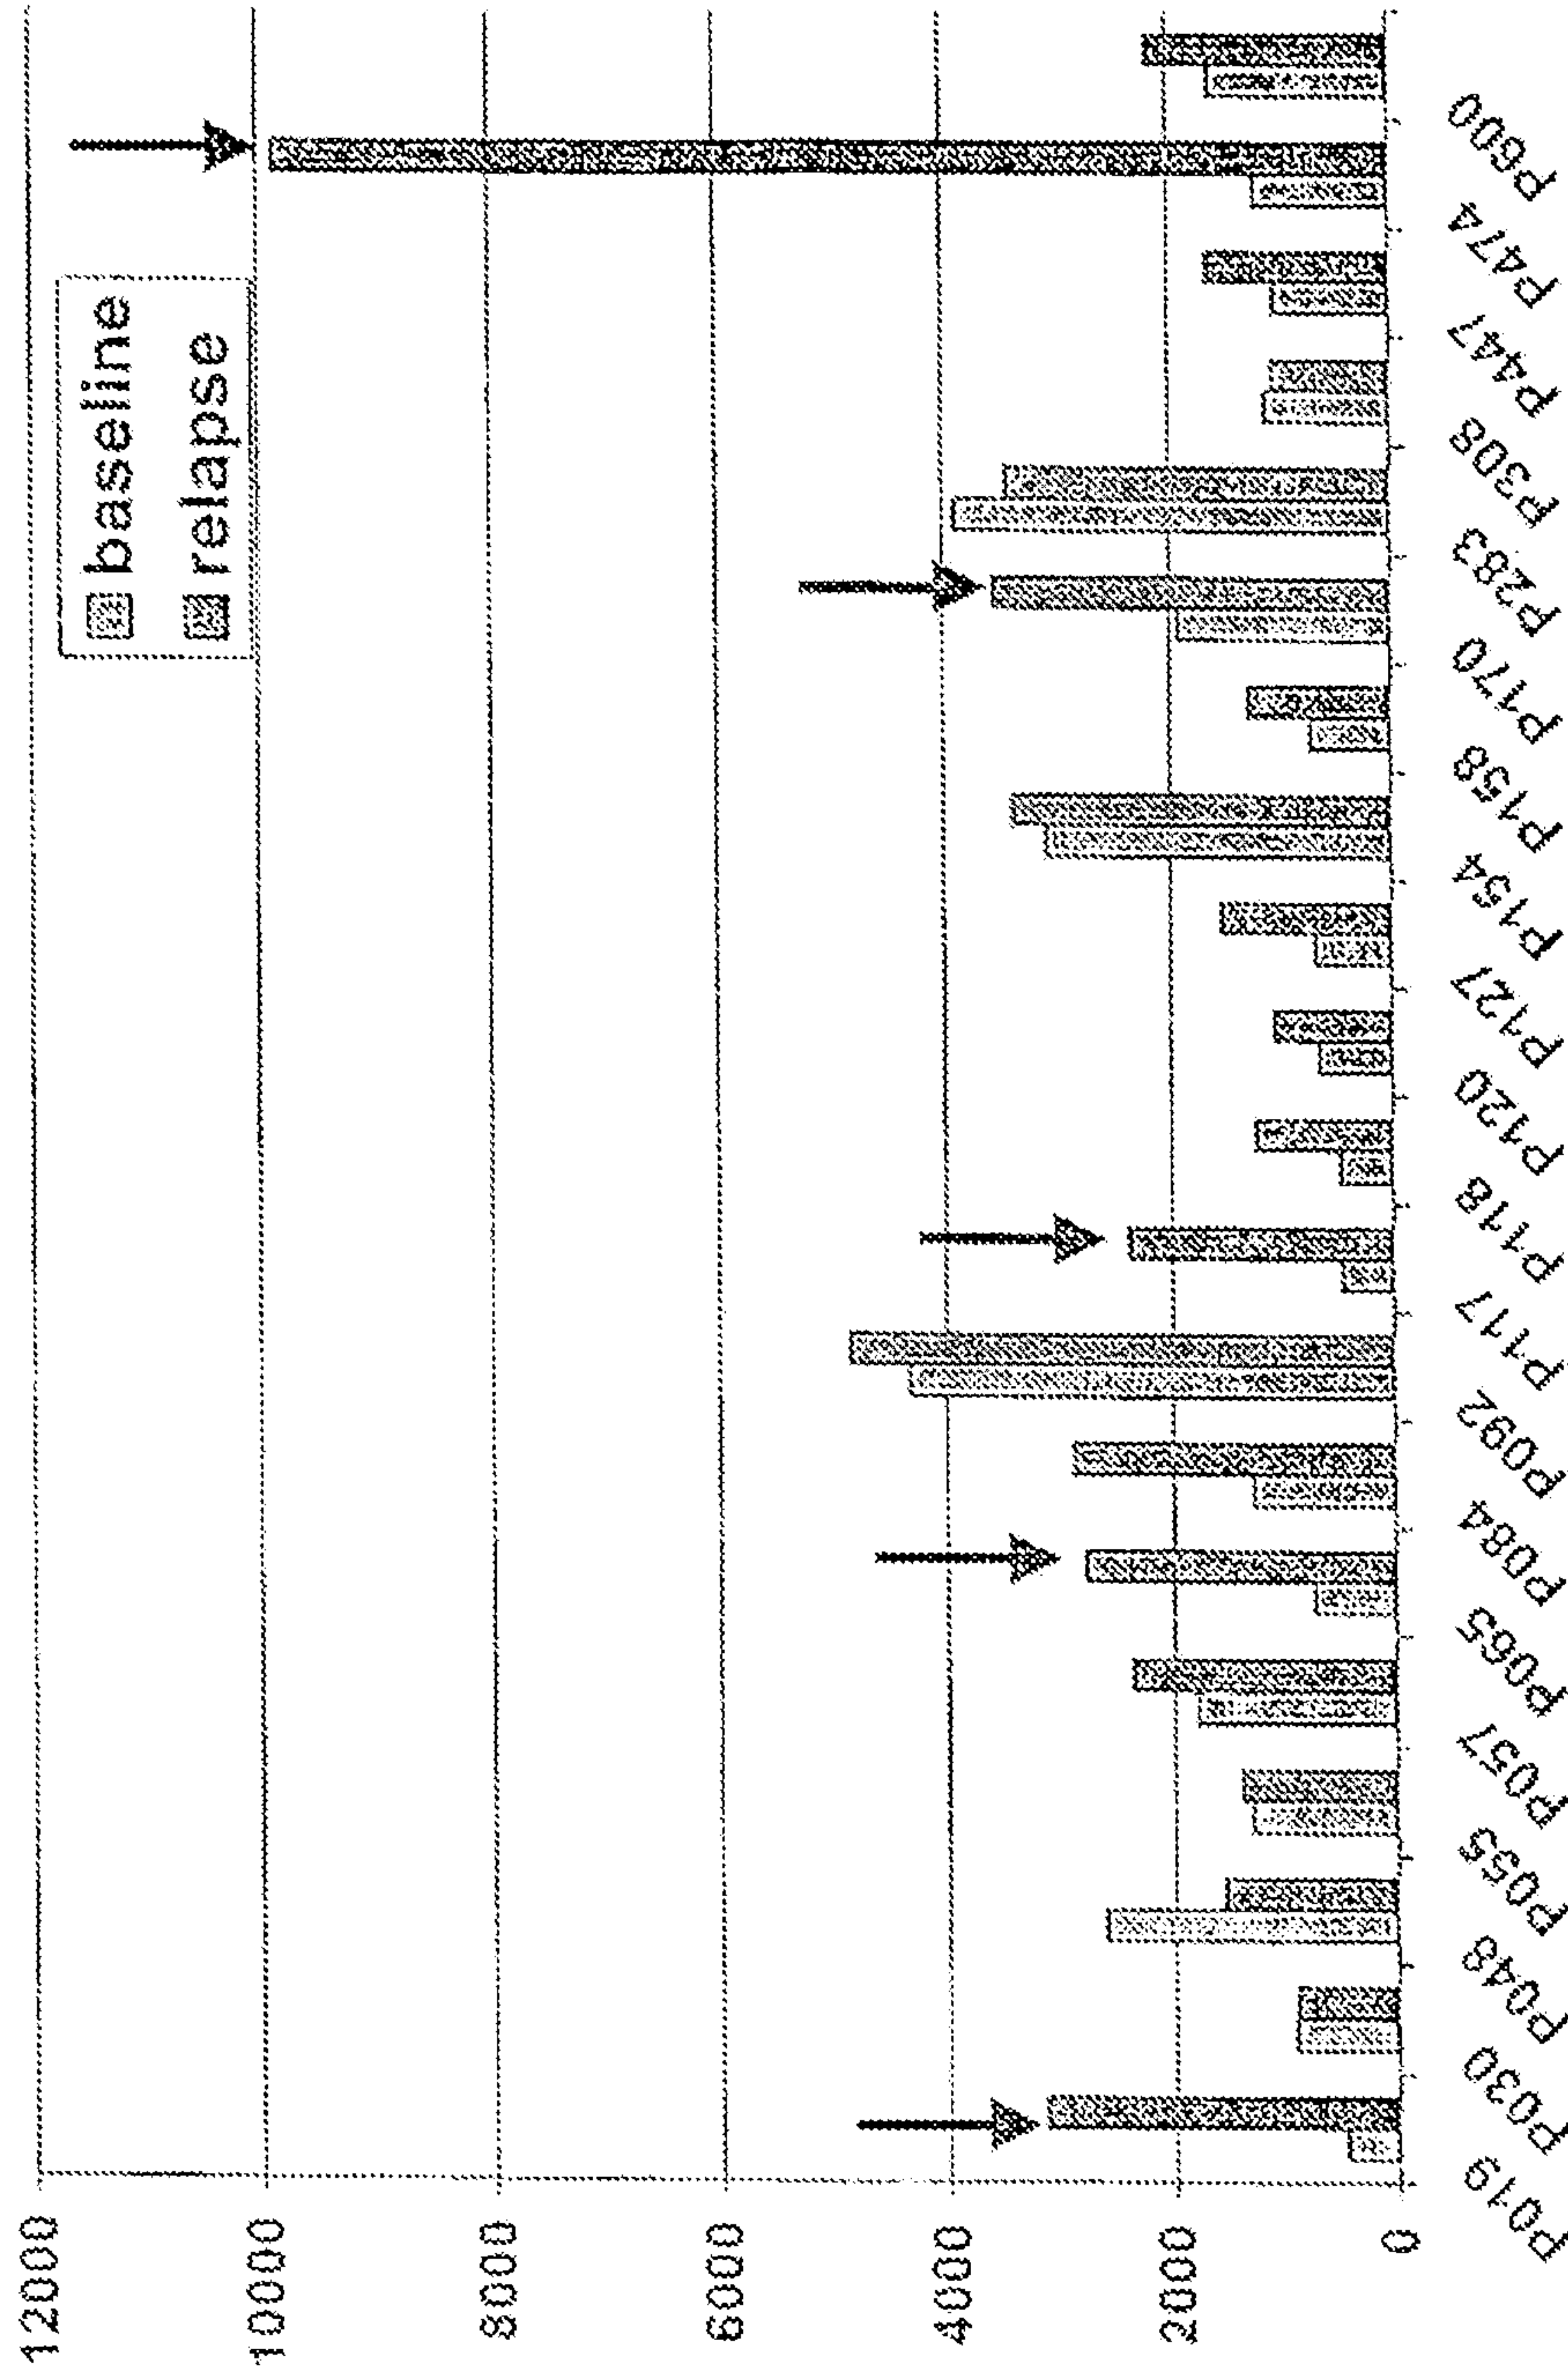 12000
10000
8000
6000
4000
2000
0
baseline
relapse
P019
P030
P048
P055
P057
P065
P084
P092
P117
P118
P120
P127
P154
P158
P170
P283
P308
P447
P474
P600